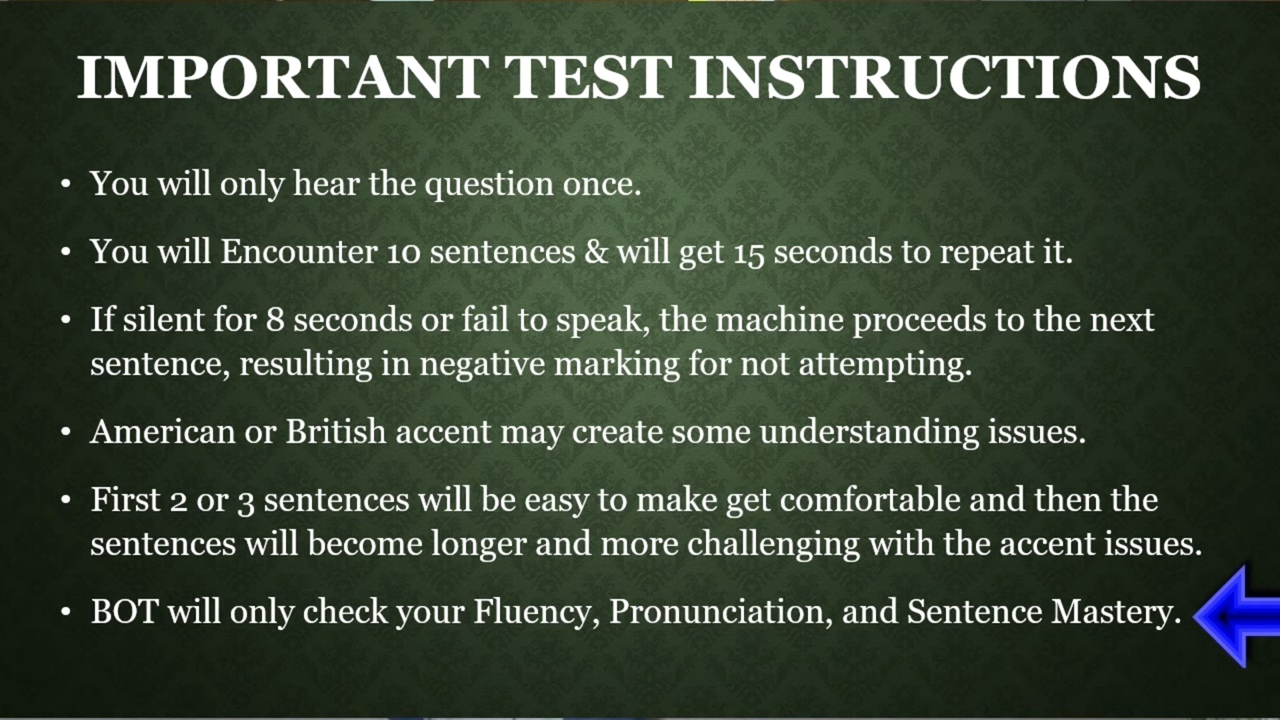 IMPORTANT TEST INSTRUCTIONS
• You will only hear the question once.
• You will Encounter 10 sentences & will get 15 seconds to repeat it.
• If silent for 8 seconds or fail to speak, the machine proceeds to the next
sentence, resulting in negative marking for not attempting.
• American or British accent may create some understanding issues.
• First 2 or 3 sentences will be easy to make get comfortable and then the
sentences will become longer and more challenging with the accent issues.
• BOT will only check your Fluency, Pronunciation, and Sentence Mastery.